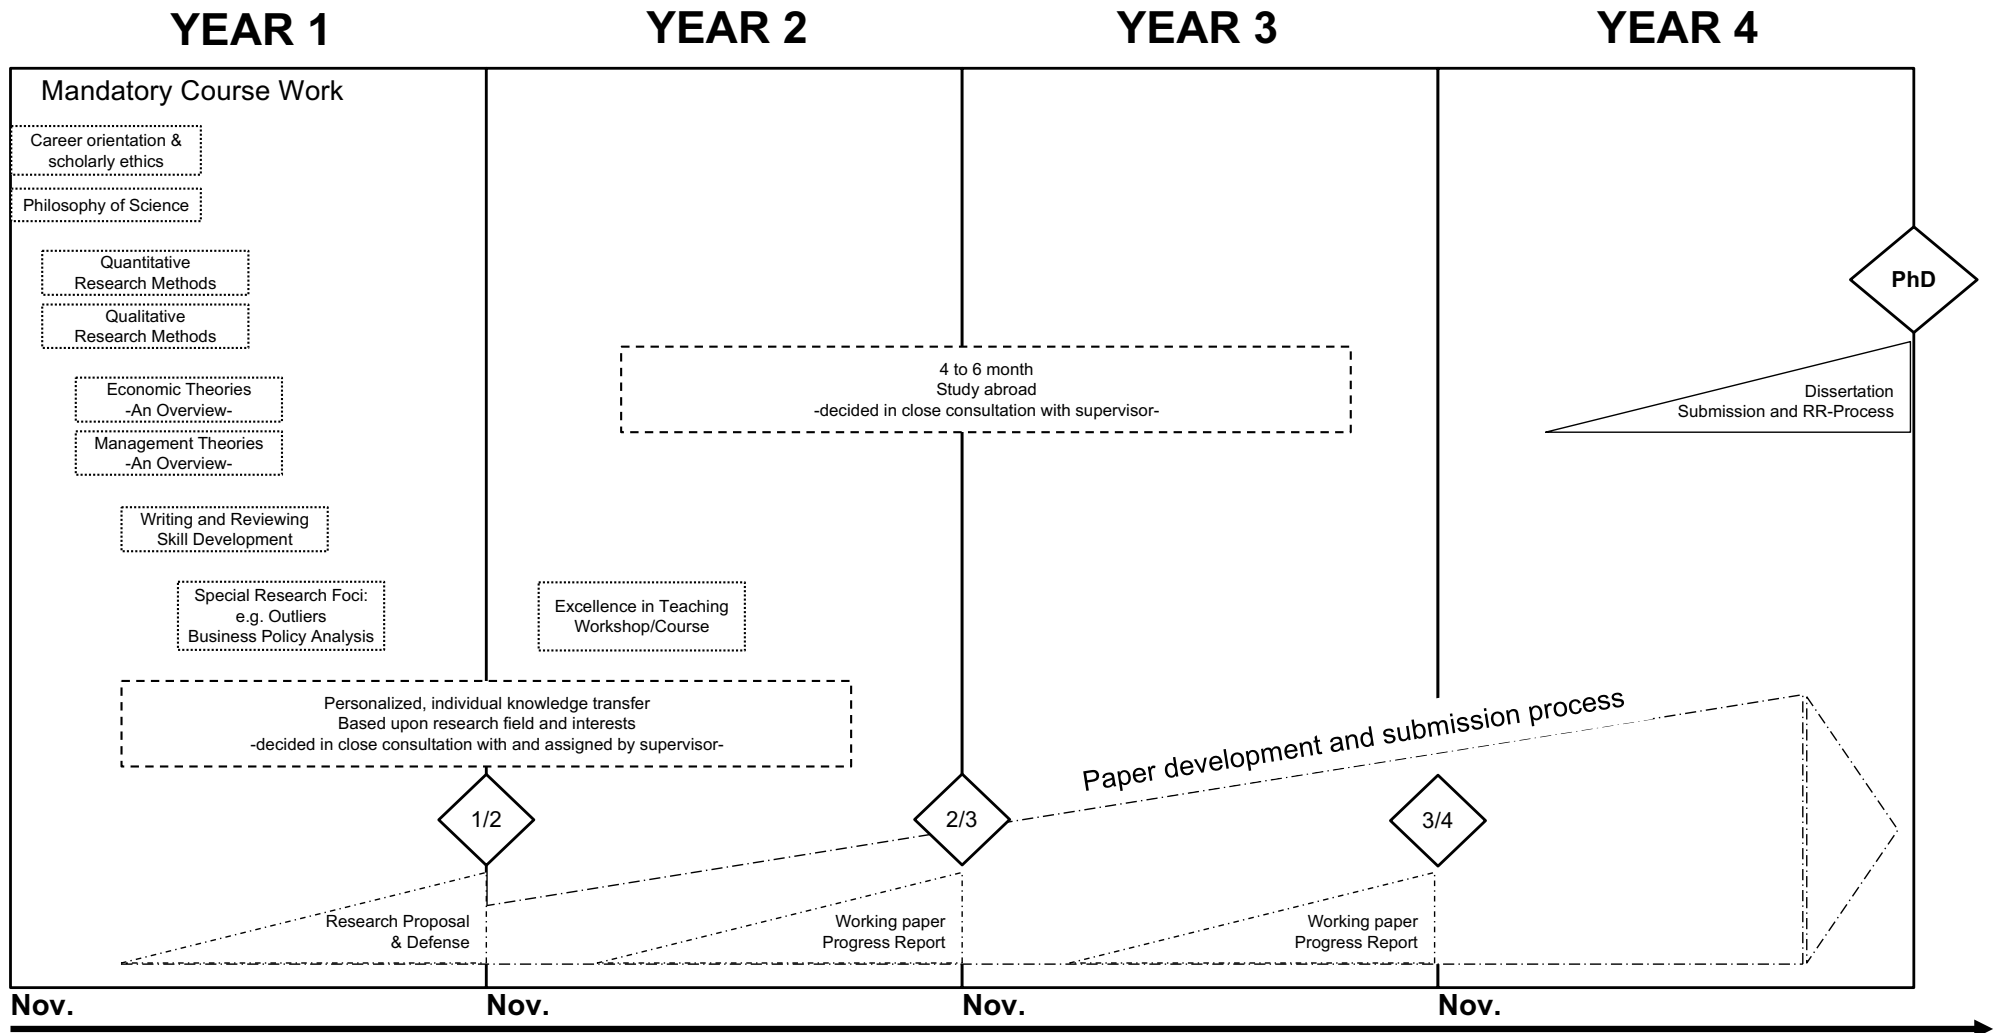 YEAR 1
YEAR 2
YEAR 3
YEAR 4
Mandatory Course Work
Career orientation &
scholarly ethics
Philosophy of Science
Quantitative
Research Methods
Qualitative
Research Methods
Economic Theories
-An Overview-
Management Theories
-An Overview-
Writing and Reviewing
Skill Development
Special Research Foci:
e.g. Outliers
Business Policy Analysis
Excellence in Teaching
Workshop/Course
4 to 6 month
Study abroad
-decided in close consultation with supervisor-
PhD
Dissertation
Submission and RR-Process
Personalized, individual knowledge transfer
Based upon research field and interests
-decided in close consultation with and assigned by supervisor-
Paper development and submission process
1/2
2/3
3/4
Research Proposal
& Defense
Working paper
Progress Report
Working paper
Progress Report
Nov.
Nov.
Nov.
Nov.